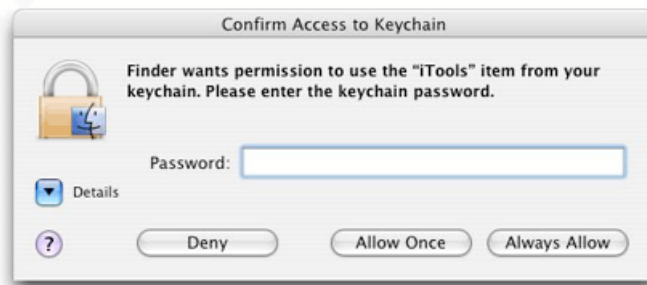 Confirm Access to Keychain
Finder wants permission to use the “iTools” item from your
keychain. Please enter the keychain password.
Password:
Details
?
Deny
Allow Once
Always Allow